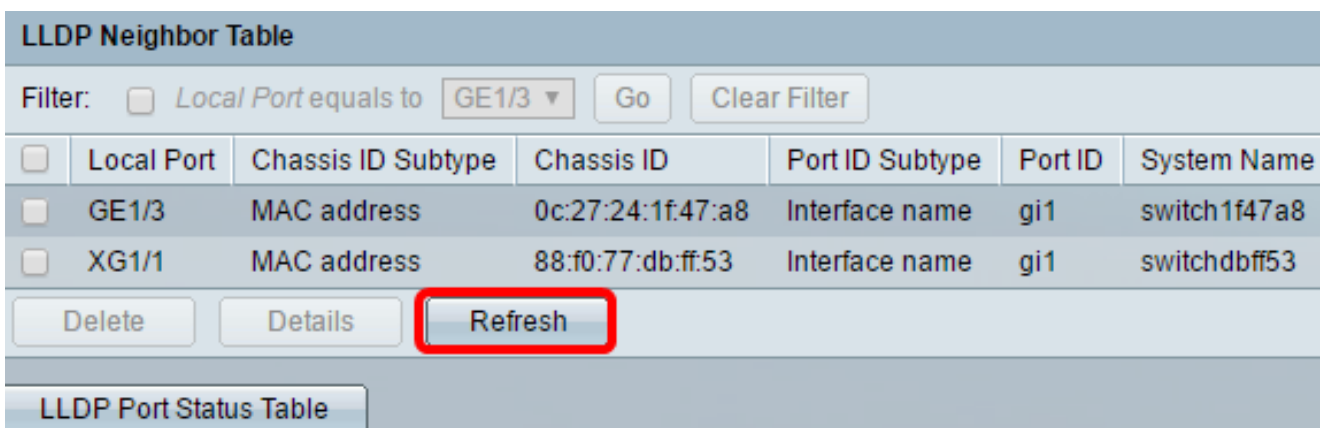 LLDP Neighbor Table
Filter: Local Port equals to GE1/3 Go Clear Filter
Local Port Chassis ID Subtype Chassis ID Port ID Subtype Port ID System Name
GE1/3 MAC address 0c:27:24:1f:47:a8 Interface name gi1 switch1f47a8
XG1/1 MAC address 88:f0:77:db:ff:53 Interface name gi1 switchdbff53
Delete Details Refresh
LLDP Port Status Table